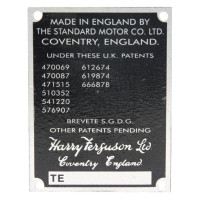 MADE IN ENGLAND BY
THE STANDARD MOTOR CO. LTD.
COVENTRY, ENGLAND.
UNDER THESE U.K. PATENTS
470069 612674
470087 619874
471515 666878
510352
541220
576907
BREVETE S.G.D.G.
OTHER PATENTS PENDING
Harry Ferguson Ltd
Coventry England
TE